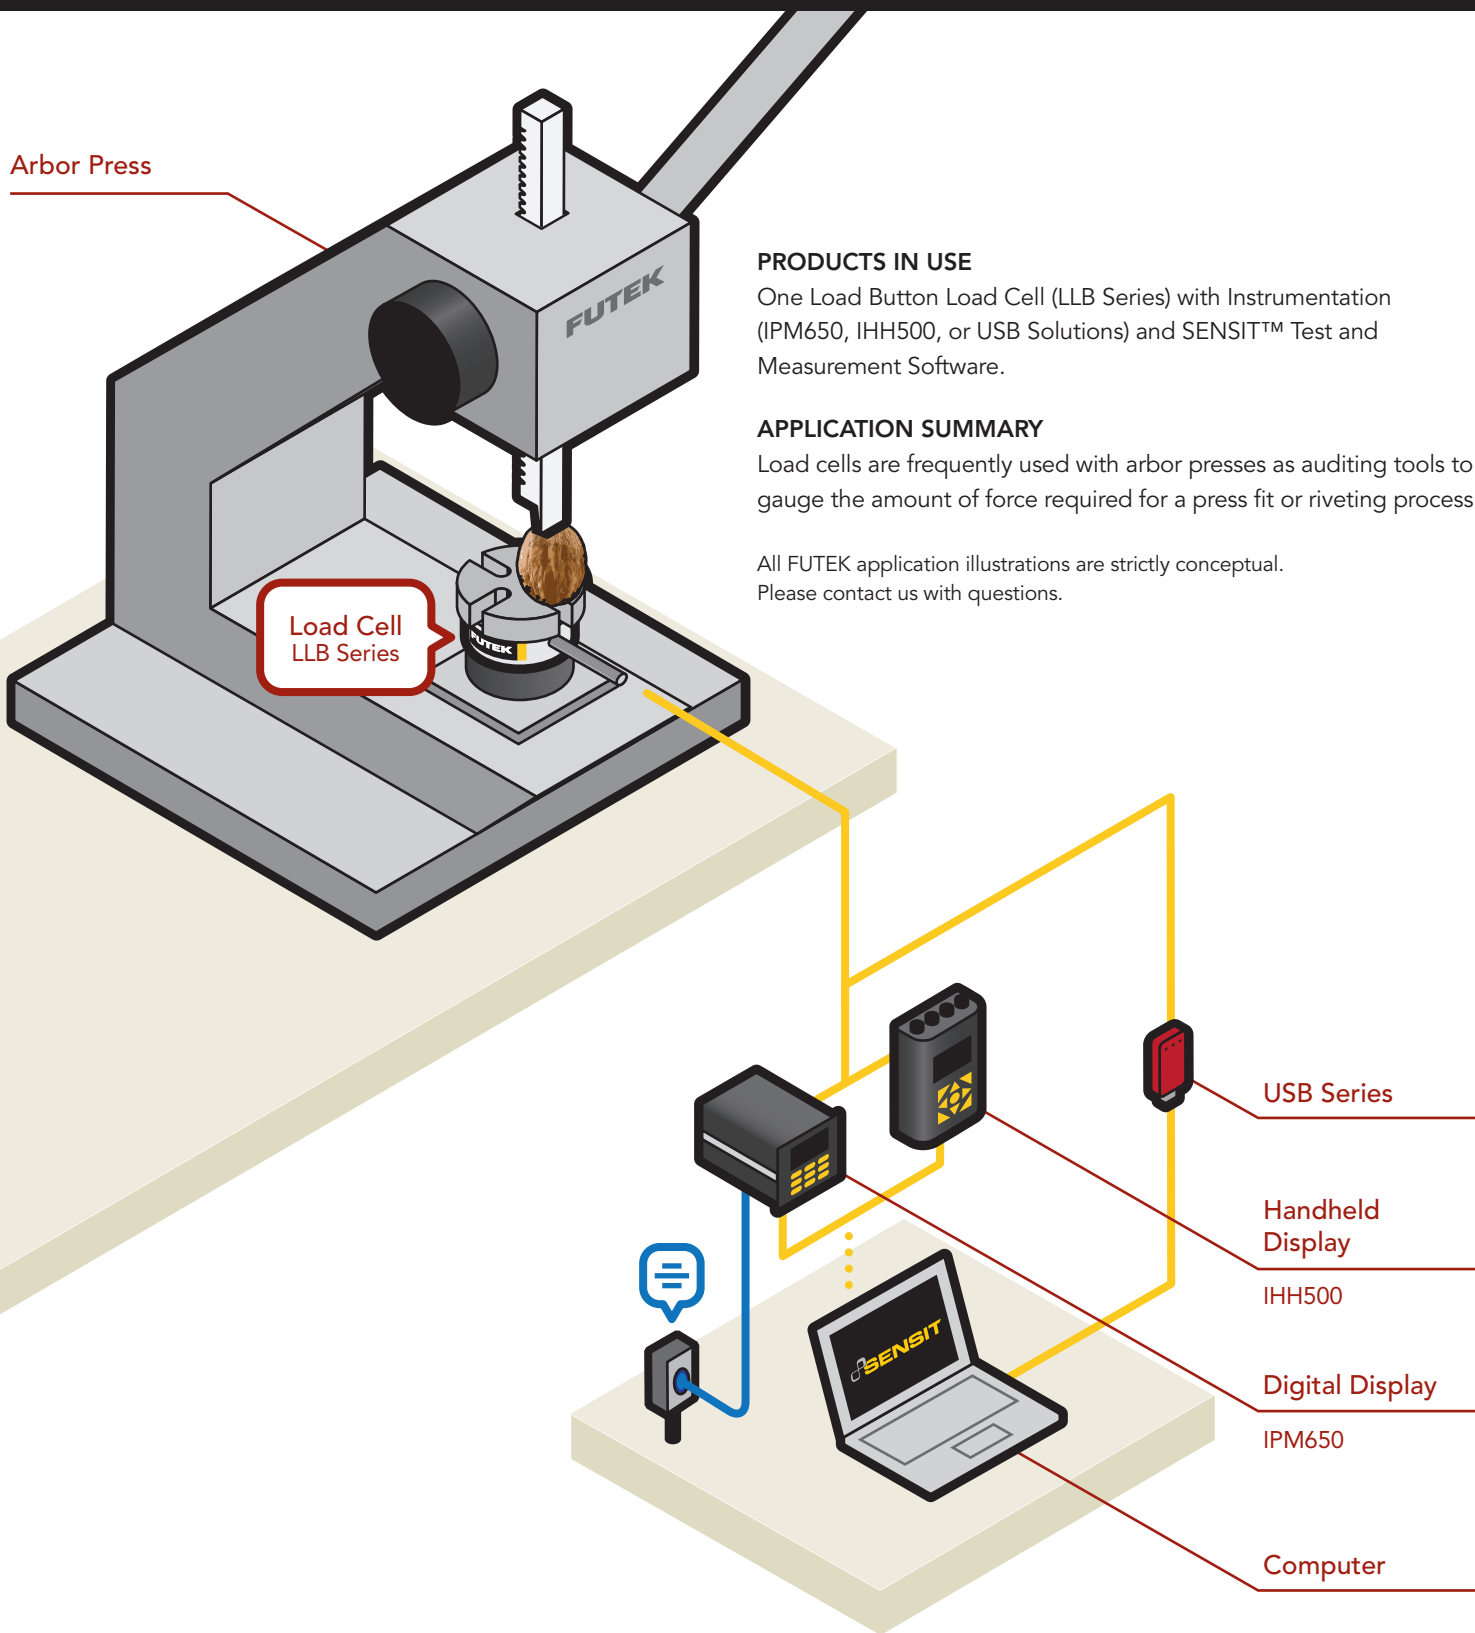 Arbor Press
FUTEK
PRODUCTS IN USE
One Load Button Load Cell (LLB Series) with Instrumentation
(IPM650, IHH500, or USB Solutions) and SENSIT™ Test and
Measurement Software.
APPLICATION SUMMARY
Load cells are frequently used with arbor presses as auditing tools to
gauge the amount of force required for a press fit or riveting process
All FUTEK application illustrations are strictly conceptual.
Please contact us with questions.
Load Cell
LLB Series
FUTEK
USB Series
Handheld
Display
IHH500
SENSIT
Digital Display
IPM650
Computer